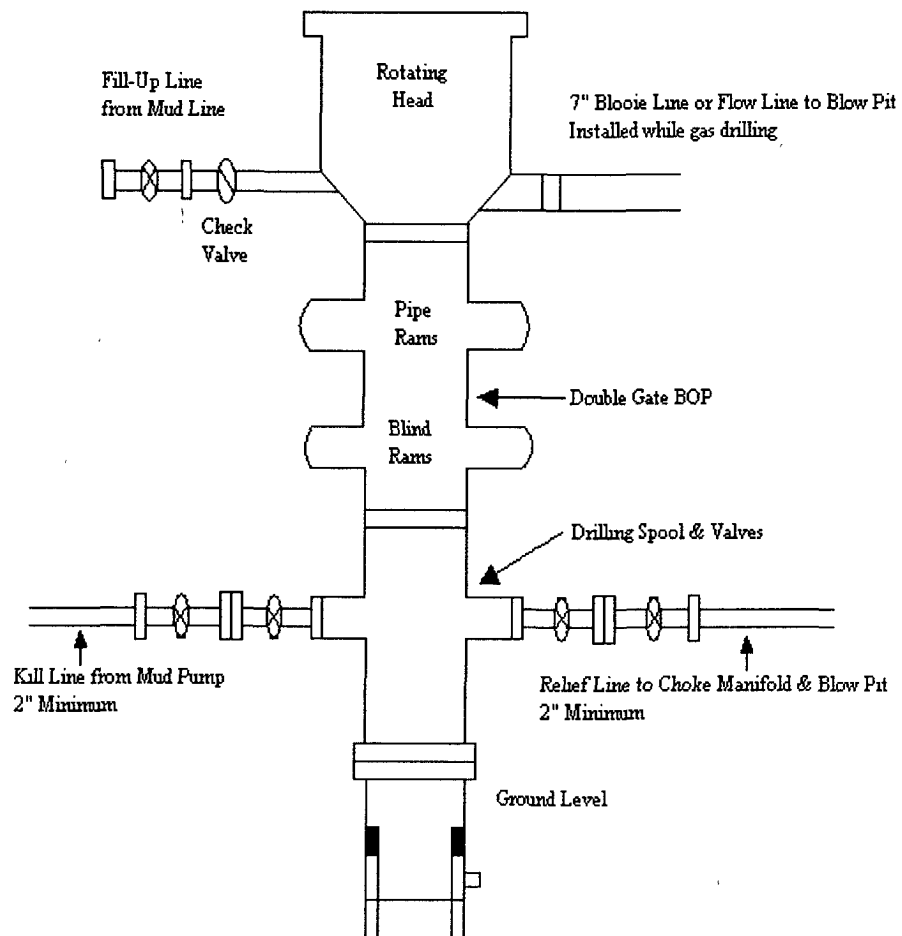 Rotating
Head
Fill-Up Line
from Mud Line
7" Blooie Line or Flow Line to Blow Pit
Installed while gas drilling
Check
Valve
Pipe
Rams
Double Gate BOP
Blind
Rams
Drilling Spool & Valves
Kill Line from Mud Pump
2" Minimum
Relief Line to Choke Manifold & Blow Pit
2" Minimum
Ground Level